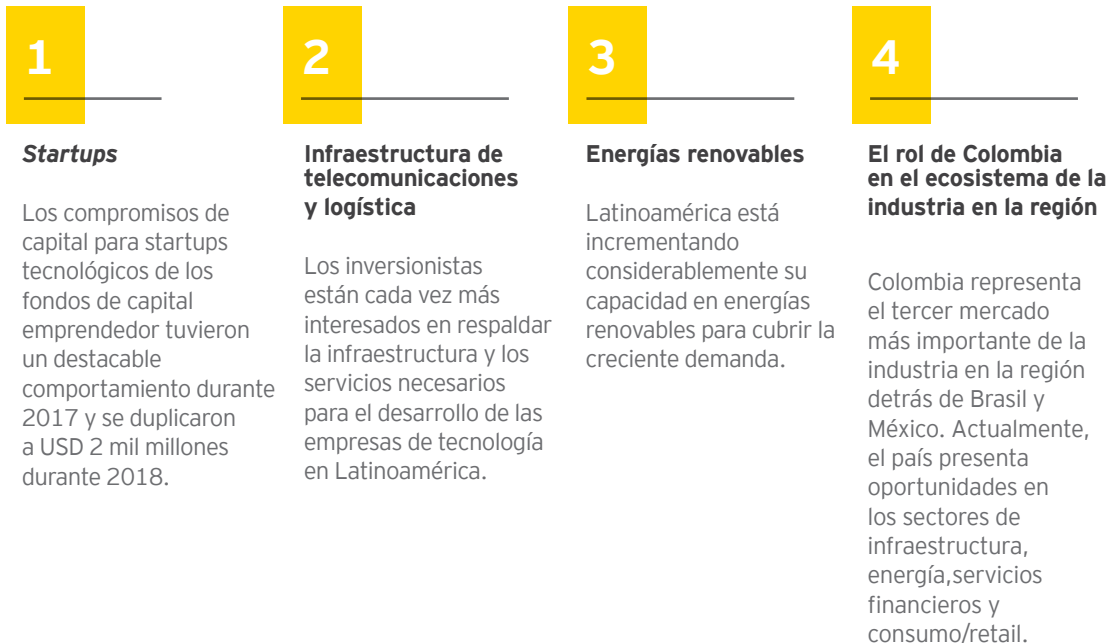 1
Startups
Los compromisos de
capital para startups
tecnológicos de los
fondos de capital
emprendedor tuvieron
un destacable
comportamiento durante
2017 y se duplicaron
a USD 2 mil millones
durante 2018.
2
Infraestructura de
telecomunicaciones
y logística
Los inversionistas
están cada vez más
interesados en respaldar
la infraestructura y los
servicios necesarios
para el desarrollo de las
empresas de tecnología
en Latinoamérica.
3
Energías renovables
Latinoamérica está
incrementando
considerablemente su
capacidad en energías
renovables para cubrir la
creciente demanda.
4
El rol de Colombia
en el ecosistema de la
industria en la región
Colombia representa
el tercer mercado
más importante de la
industria en la región
detrás de Brasil y
México. Actualmente,
el país presenta
oportunidades en
los sectores de
infraestructura,
energía,servicios
financieros y
consumo/retail.